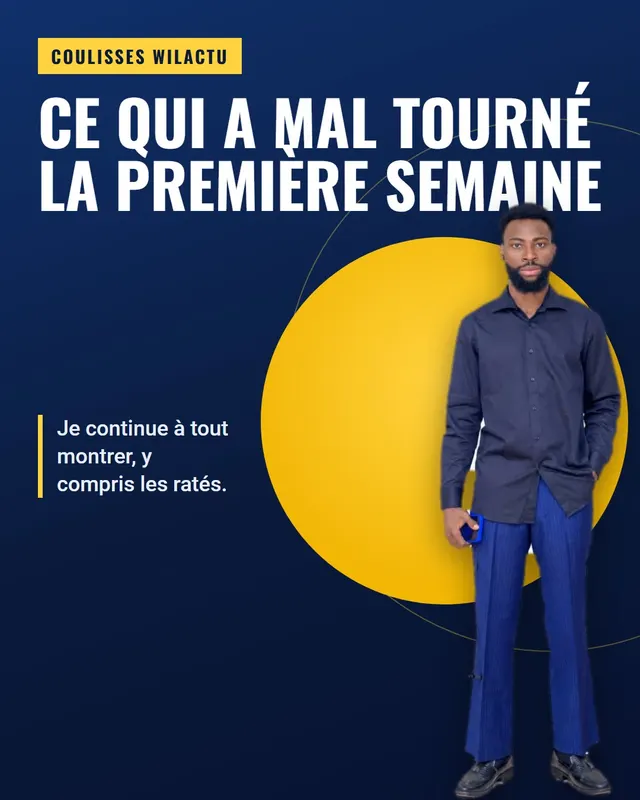 COULISSES WILACTU
CE QUI A MAL TOURNÉ
LA PREMIÈRE SEMAINE
Je continue à tout
montrer, y
compris les ratés.